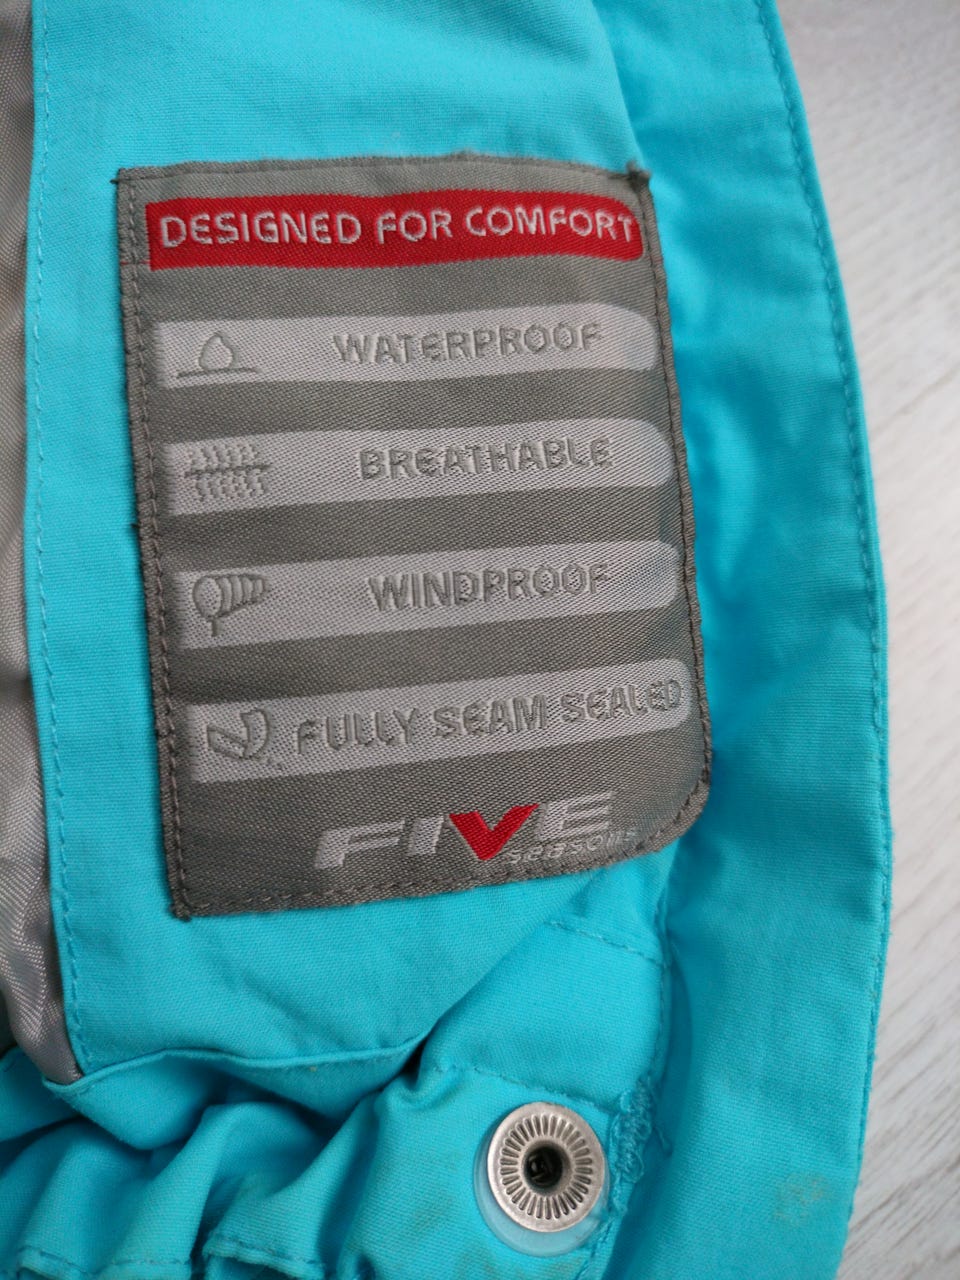 DESIGNED FOR COMFORT
WATERPROOF
BREATHABLE
WINDPROOF
FULLY SEAM SEALED
FIVE
seasons